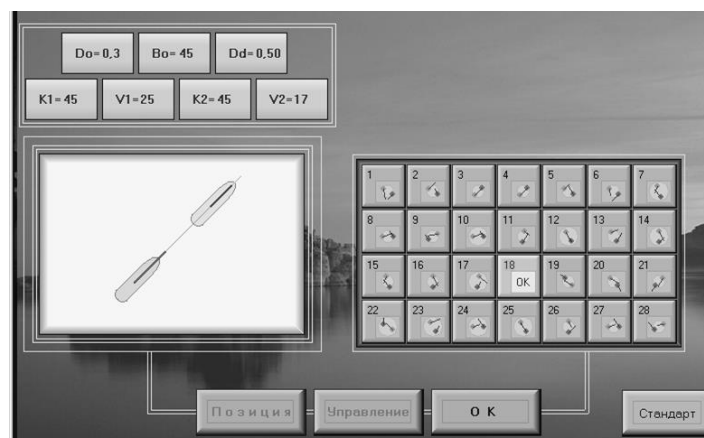 Do=0,3 Bo=45 Dd=0,50
K1=45 V1=25 K2=45 V2=17
1 2 3 4 5 6 7
8 9 10 11 12 13 14
15 16 17 18 19 20 21
OK
22 23 24 25 26 27 28
Позиция Управление OK Стандарт